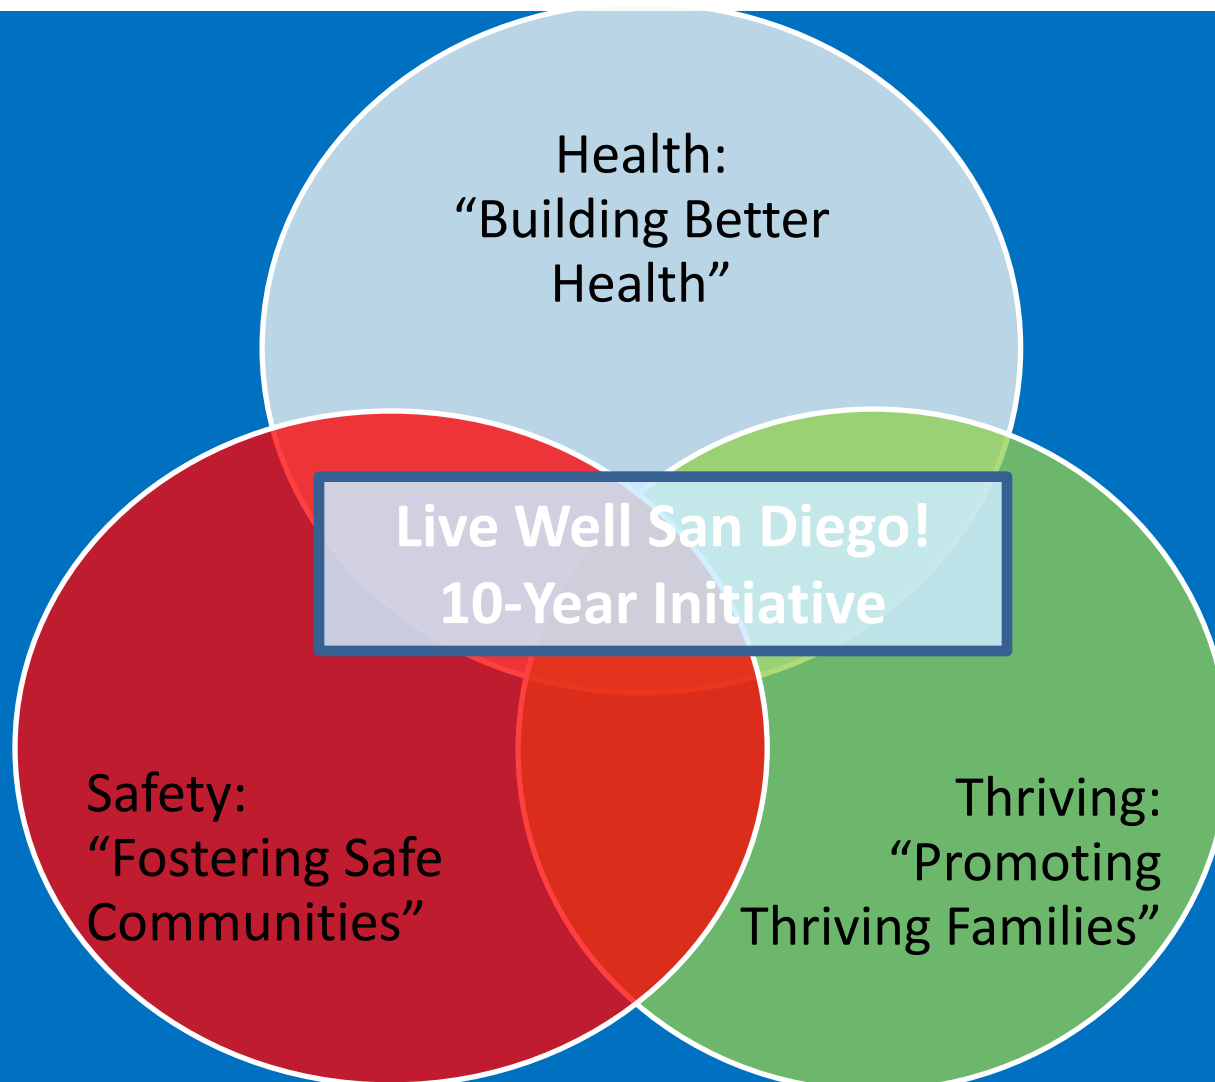 Health:
“Building Better
Health”
Live Well San Diego!
10-Year Initiative
Safety:
“Fostering Safe
Communities”
Thriving:
“Promoting
Thriving Families”